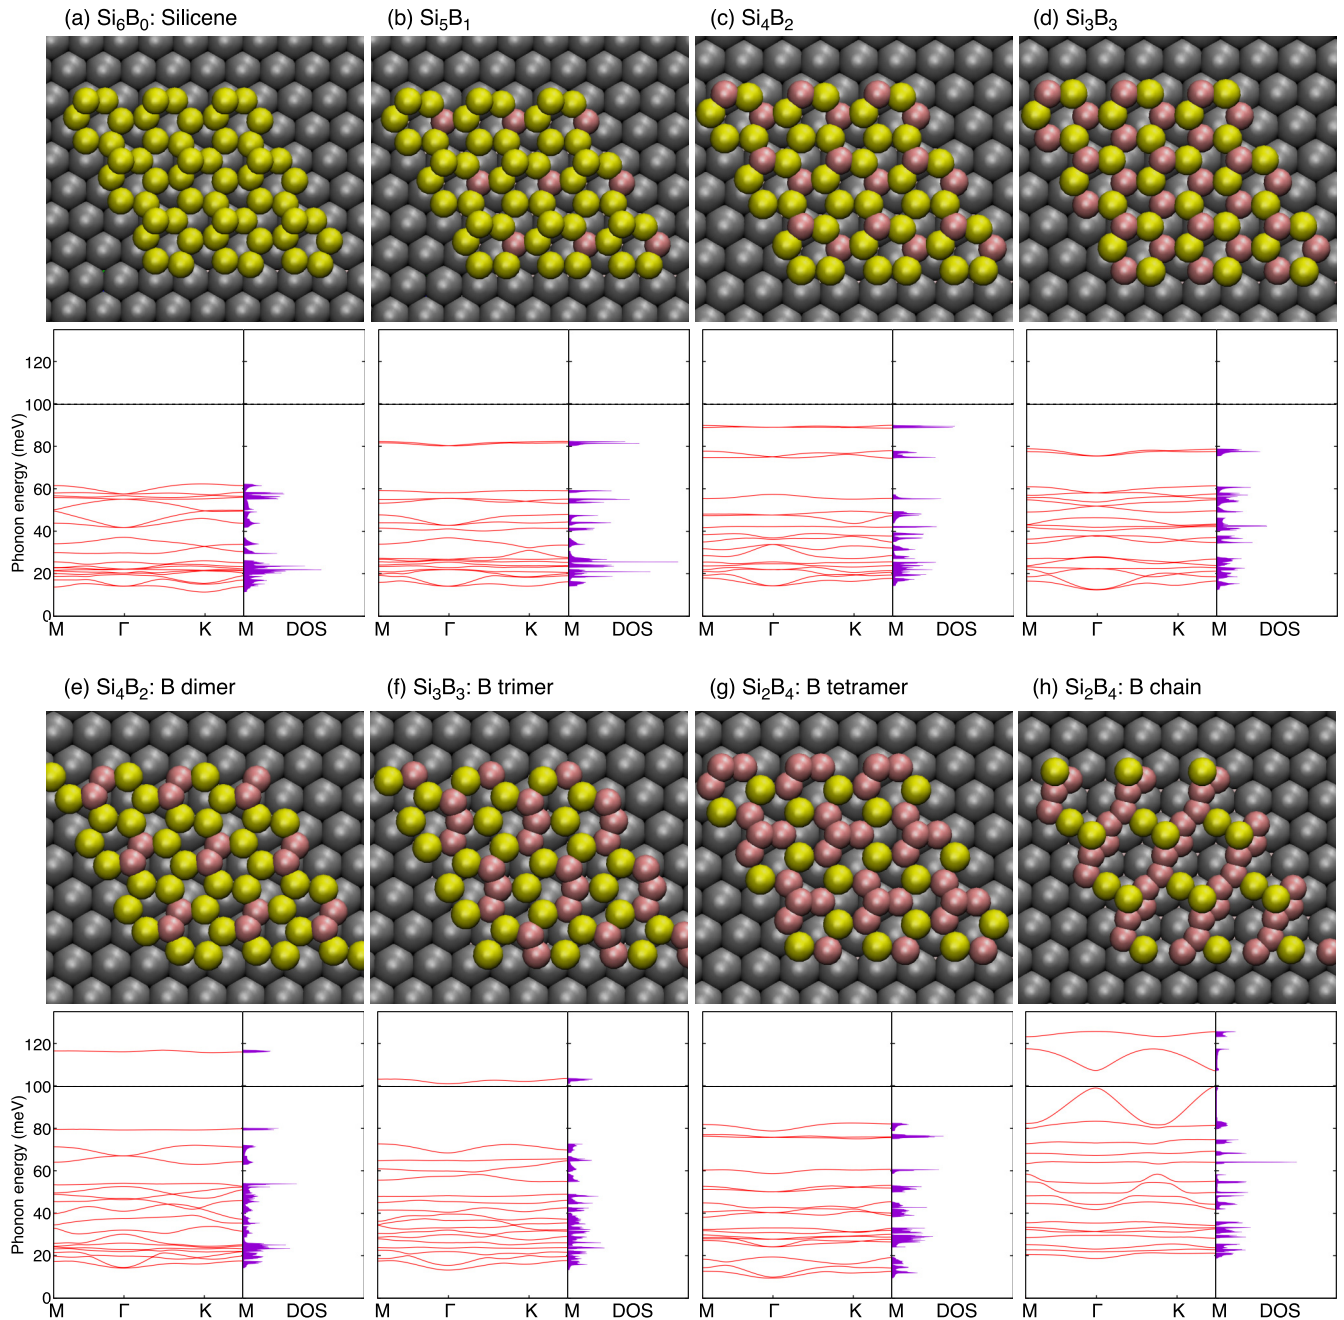 (a) Si6B0: Silicene
(b) Si5B1
(c) Si4B2
(d) Si3B3
Phonon energy (meV)
120
100
80
60
40
20
0
M Γ K M DOS
M Γ K M DOS
M Γ K M DOS
M Γ K M DOS
(e) Si4B2: B dimer
(f) Si3B3: B trimer
(g) Si2B4: B tetramer
(h) Si2B4: B chain
Phonon energy (meV)
120
100
80
60
40
20
0
M Γ K M DOS
M Γ K M DOS
M Γ K M DOS
M Γ K M DOS